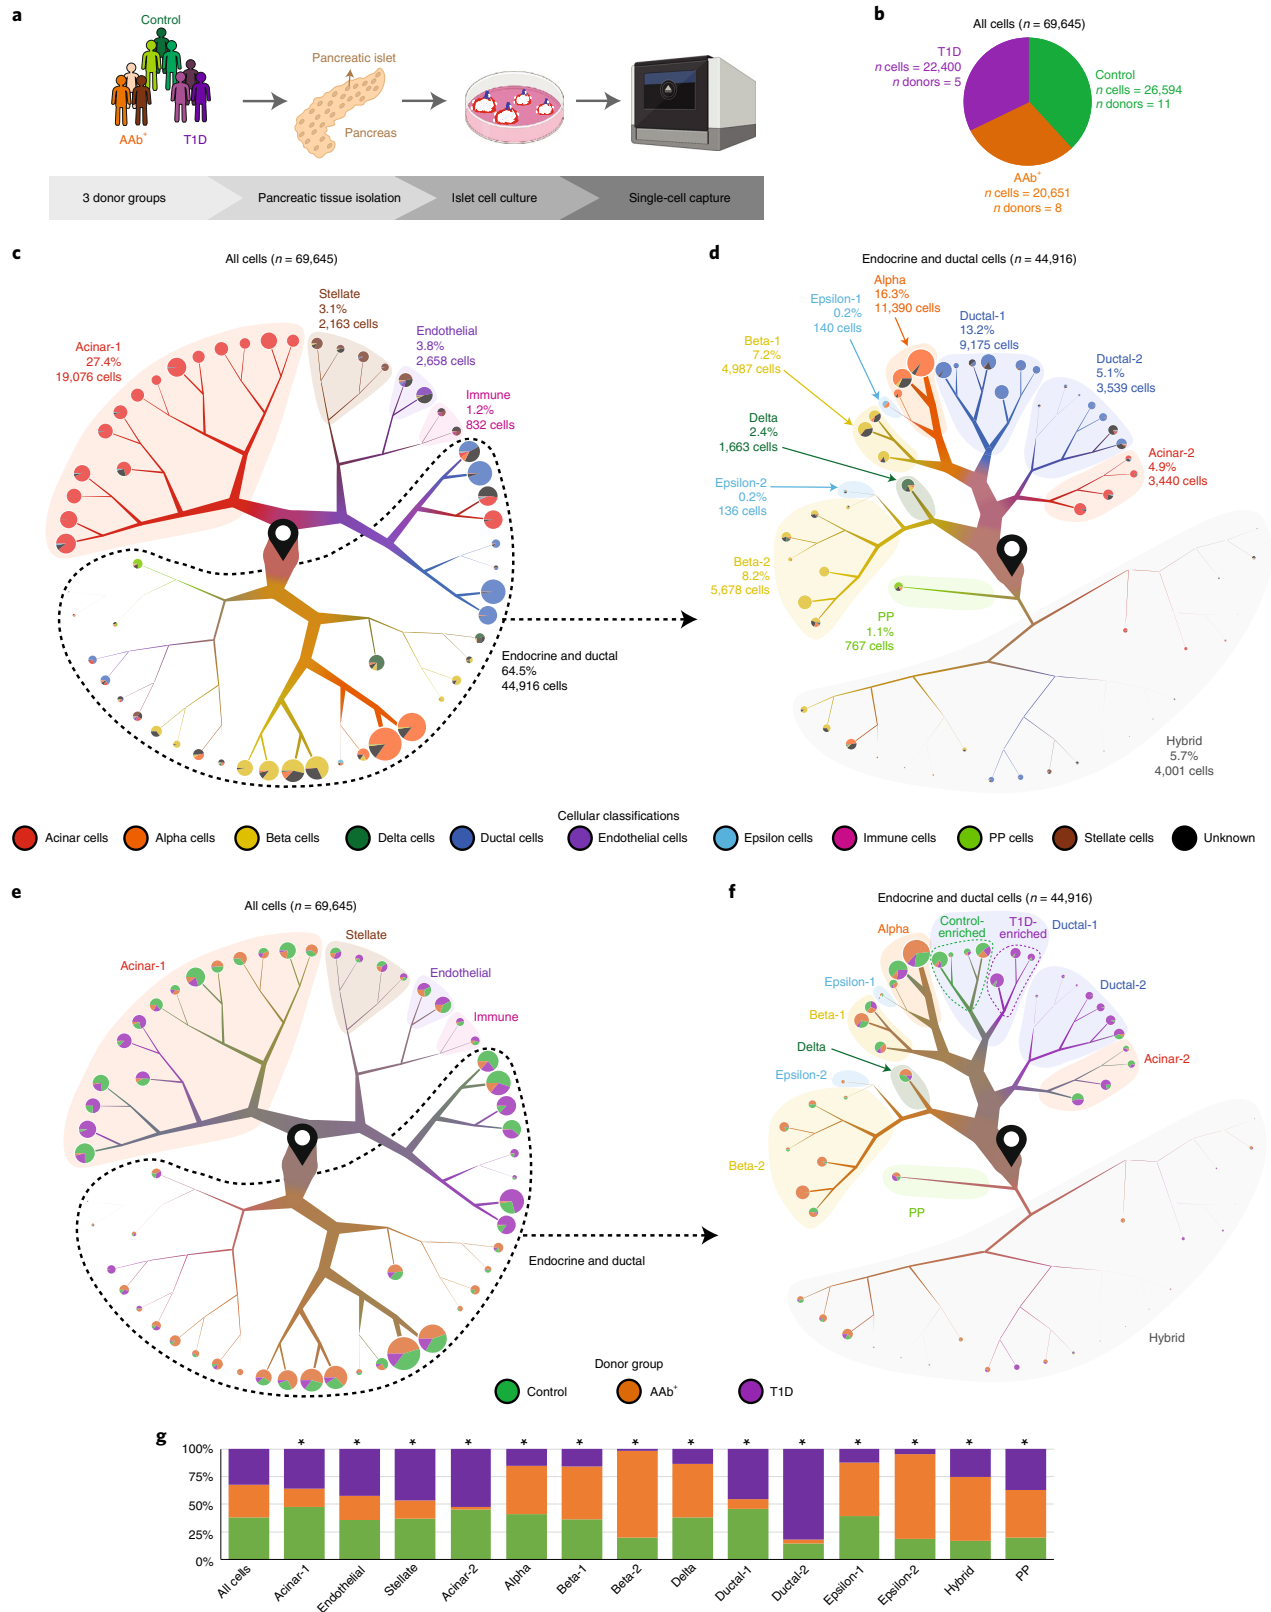 a
Control
AAb+
T1D
Pancreatic islet
Pancreas
3 donor groups
Pancreatic tissue isolation
Islet cell culture
Single-cell capture
b
All cells (n = 69,645)
T1D
n cells = 22,400
n donors = 5
Control
n cells = 26,594
n donors = 11
AAb+
n cells = 20,651
n donors = 8
c
All cells (n = 69,645)
Acinar-1
27.4%
19,076 cells
Stellate
3.1%
2,163 cells
Endothelial
3.8%
2,658 cells
Immune
1.2%
832 cells
Endocrine and ductal
64.5%
44,916 cells
d
Endocrine and ductal cells (n = 44,916)
Alpha
16.3%
11,390 cells
Epsilon-1
0.2%
140 cells
Beta-1
7.2%
4,987 cells
Ductal-1
13.2%
9,175 cells
Ductal-2
5.1%
3,539 cells
Delta
2.4%
1,663 cells
Acinar-2
4.9%
3,440 cells
Epsilon-2
0.2%
136 cells
Beta-2
8.2%
5,678 cells
PP
1.1%
767 cells
Hybrid
5.7%
4,001 cells
Cellular classifications
Acinar cells
Alpha cells
Beta cells
Delta cells
Ductal cells
Endothelial cells
Epsilon cells
Immune cells
PP cells
Stellate cells
Unknown
e
All cells (n = 69,645)
Acinar-1
Stellate
Endothelial
Immune
Endocrine and ductal
f
Endocrine and ductal cells (n = 44,916)
Alpha
Control-
enriched
T1D-
enriched
Ductal-1
Epsilon-1
Beta-1
Ductal-2
Delta
Acinar-2
Epsilon-2
Beta-2
PP
Hybrid
Donor group
Control
AAb+
T1D
g
100%
75%
50%
25%
0%
* * * * * * * * * * * * * *
All cells
Acinar-1
Endothelial
Stellate
Acinar-2
Alpha
Beta-1
Beta-2
Delta
Ductal-1
Ductal-2
Epsilon-1
Epsilon-2
Hybrid
PP